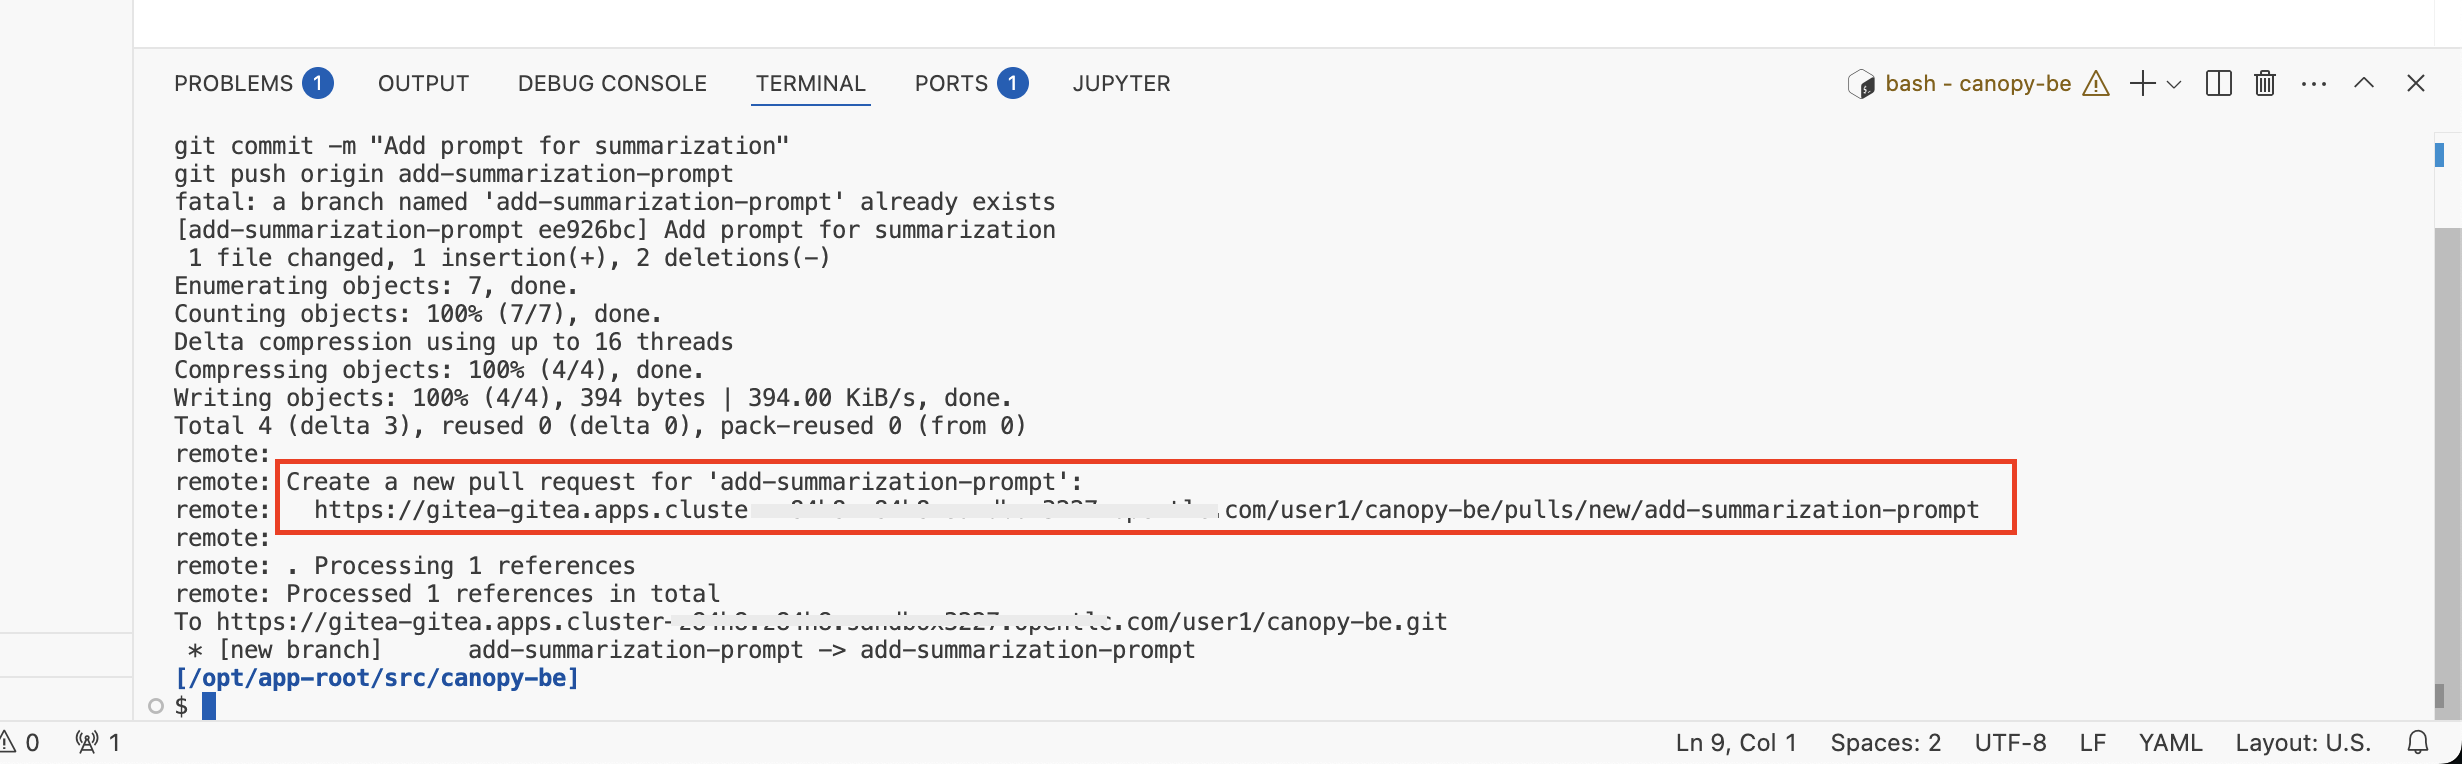 PROBLEMS 1 OUTPUT DEBUG CONSOLE TERMINAL PORTS 1 JUPYTER bash - canopy-be
git commit -m "Add prompt for summarization"
git push origin add-summarization-prompt
fatal: a branch named 'add-summarization-prompt' already exists
[add-summarization-prompt ee926bc] Add prompt for summarization
 1 file changed, 1 insertion(+), 2 deletions(-)
Enumerating objects: 7, done.
Counting objects: 100% (7/7), done.
Delta compression using up to 16 threads
Compressing objects: 100% (4/4), done.
Writing objects: 100% (4/4), 394 bytes | 394.00 KiB/s, done.
Total 4 (delta 3), reused 0 (delta 0), pack-reused 0 (from 0)
remote:
remote: Create a new pull request for 'add-summarization-prompt':
remote:   https://gitea-gitea.apps.cluste .com/user1/canopy-be/pulls/new/add-summarization-prompt
remote:
remote: . Processing 1 references
remote: Processed 1 references in total
To https://gitea-gitea.apps.cluster- .com/user1/canopy-be.git
 * [new branch]      add-summarization-prompt -> add-summarization-prompt
[/opt/app-root/src/canopy-be]
$
0 1 Ln 9, Col 1 Spaces: 2 UTF-8 LF YAML Layout: U.S.